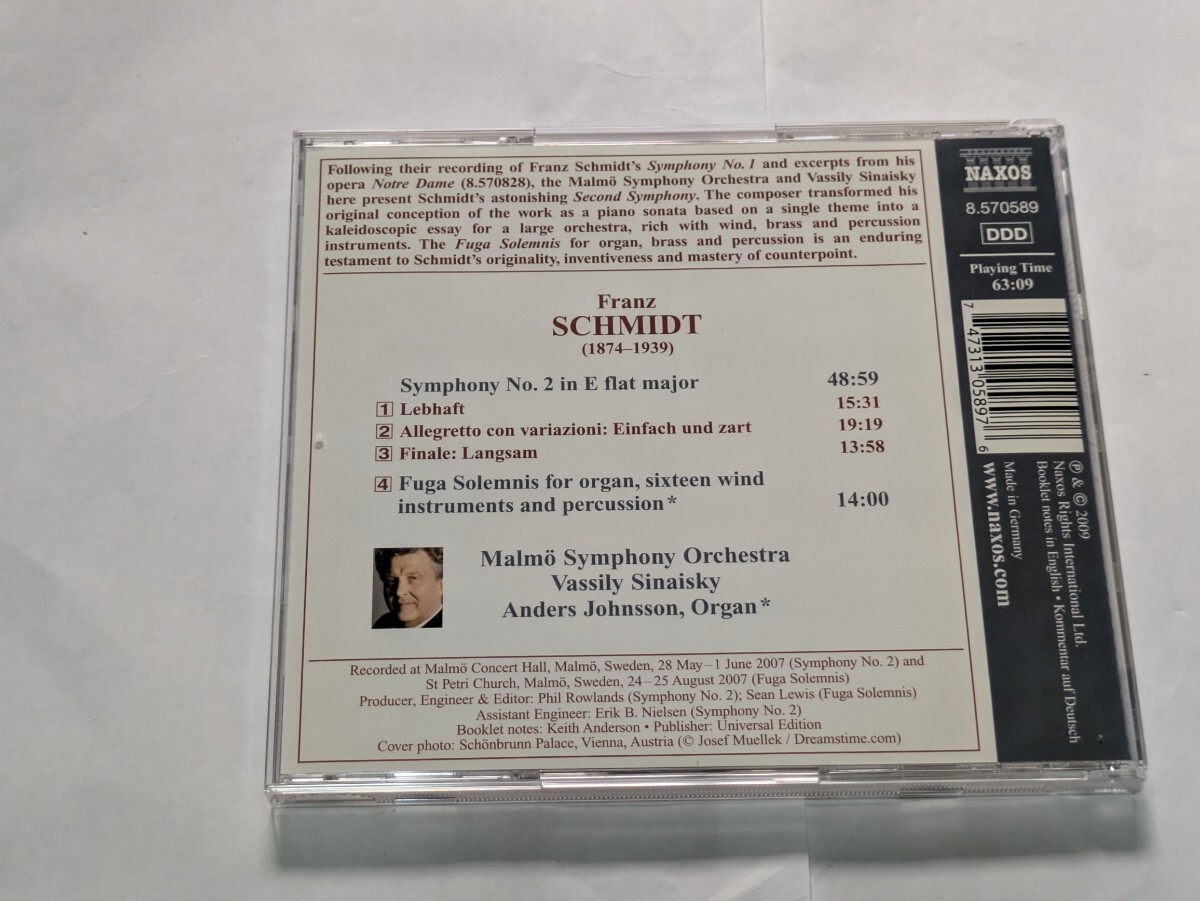 Following their recording of Franz Schmidt's Symphony No. 1 and excerpts from his
opera Notre Dame (8.570828), the Malmö Symphony Orchestra and Vassily Sinaisky
here present Schmidt's astonishing Second Symphony. The composer transformed his
original conception of the work as a piano sonata based on a single theme into a
kaleidoscopic essay for a large orchestra, rich with wind, brass and percussion
instruments. The Fuga Solemnis for organ, brass and percussion is an enduring
testament to Schmidt's originality, inventiveness and mastery of counterpoint.
Franz
SCHMIDT
(1874–1939)
Symphony No. 2 in E flat major 48:59
1 Lebhaft 15:31
2 Allegretto con variazioni: Einfach und zart 19:19
3 Finale: Langsam 13:58
4 Fuga Solemnis for organ, sixteen wind
instruments and percussion* 14:00
Malmö Symphony Orchestra
Vassily Sinaisky
Anders Johnsson, Organ*
Recorded at Malmö Concert Hall, Malmö, Sweden, 28 May–1 June 2007 (Symphony No. 2) and
St Petri Church, Malmö, Sweden, 24–25 August 2007 (Fuga Solemnis)
Producer, Engineer & Editor: Phil Rowlands (Symphony No. 2); Sean Lewis (Fuga Solemnis)
Assistant Engineer: Erik B. Nielsen (Symphony No. 2)
Booklet notes: Keith Anderson • Publisher: Universal Edition
Cover photo: Schönbrunn Palace, Vienna, Austria (© Josef Muellek / Dreamstime.com)
NAXOS
8.570589
DDD
Playing Time
63:09
7 47313 05897 6
℗ & © 2009
Naxos Rights International Ltd.
Booklet notes in English • Kommentar auf Deutsch
Made in Germany
www.naxos.com